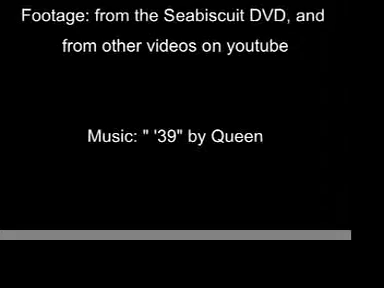 Footage: from the Seabiscuit DVD, and
from other videos on youtube
Music: " '39" by Queen